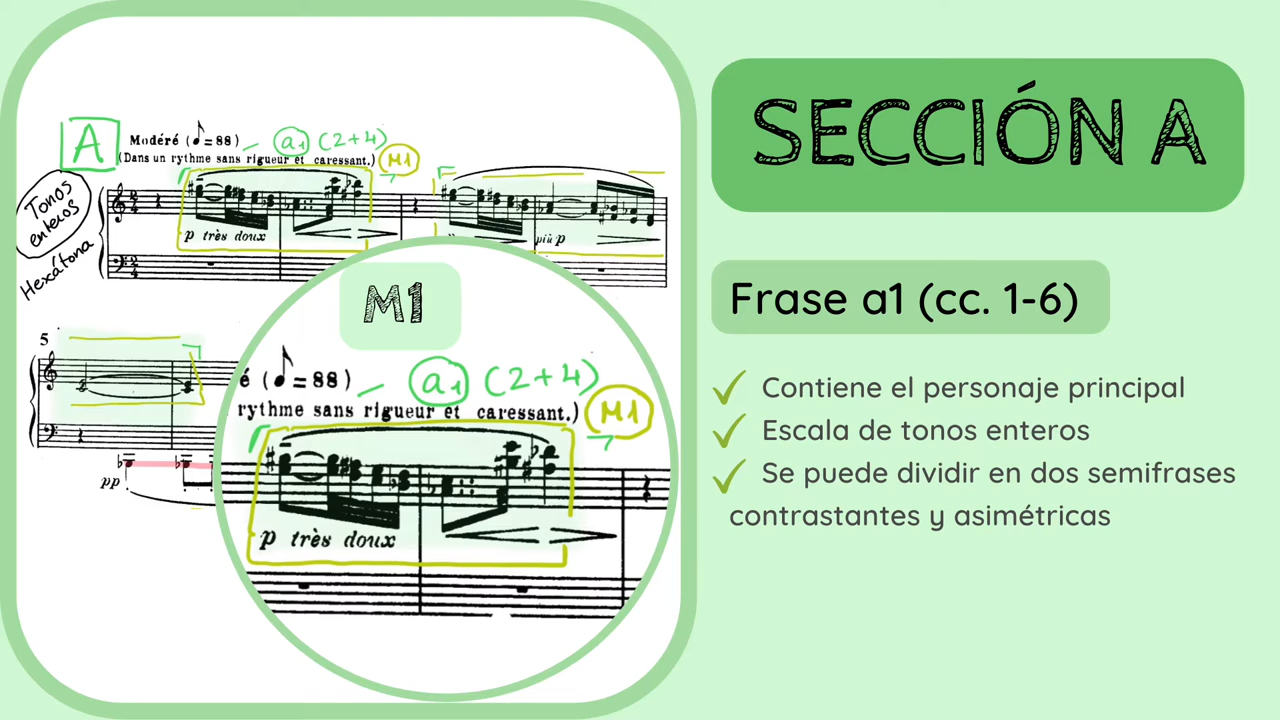 A
Modéré (♪=88) a1 (2+4)
(Dans un rythme sans rigueur et caressant.) M1
Tonos
enteros
Hexátona
p très doux
più p
5
pp
M1
é (♪=88) a1 (2+4)
rythme sans rigueur et caressant.) M1
p très doux
SECCIÓN A
Frase a1 (cc. 1-6)
✓ Contiene el personaje principal
✓ Escala de tonos enteros
✓ Se puede dividir en dos semifrases
contrastantes y asimétricas